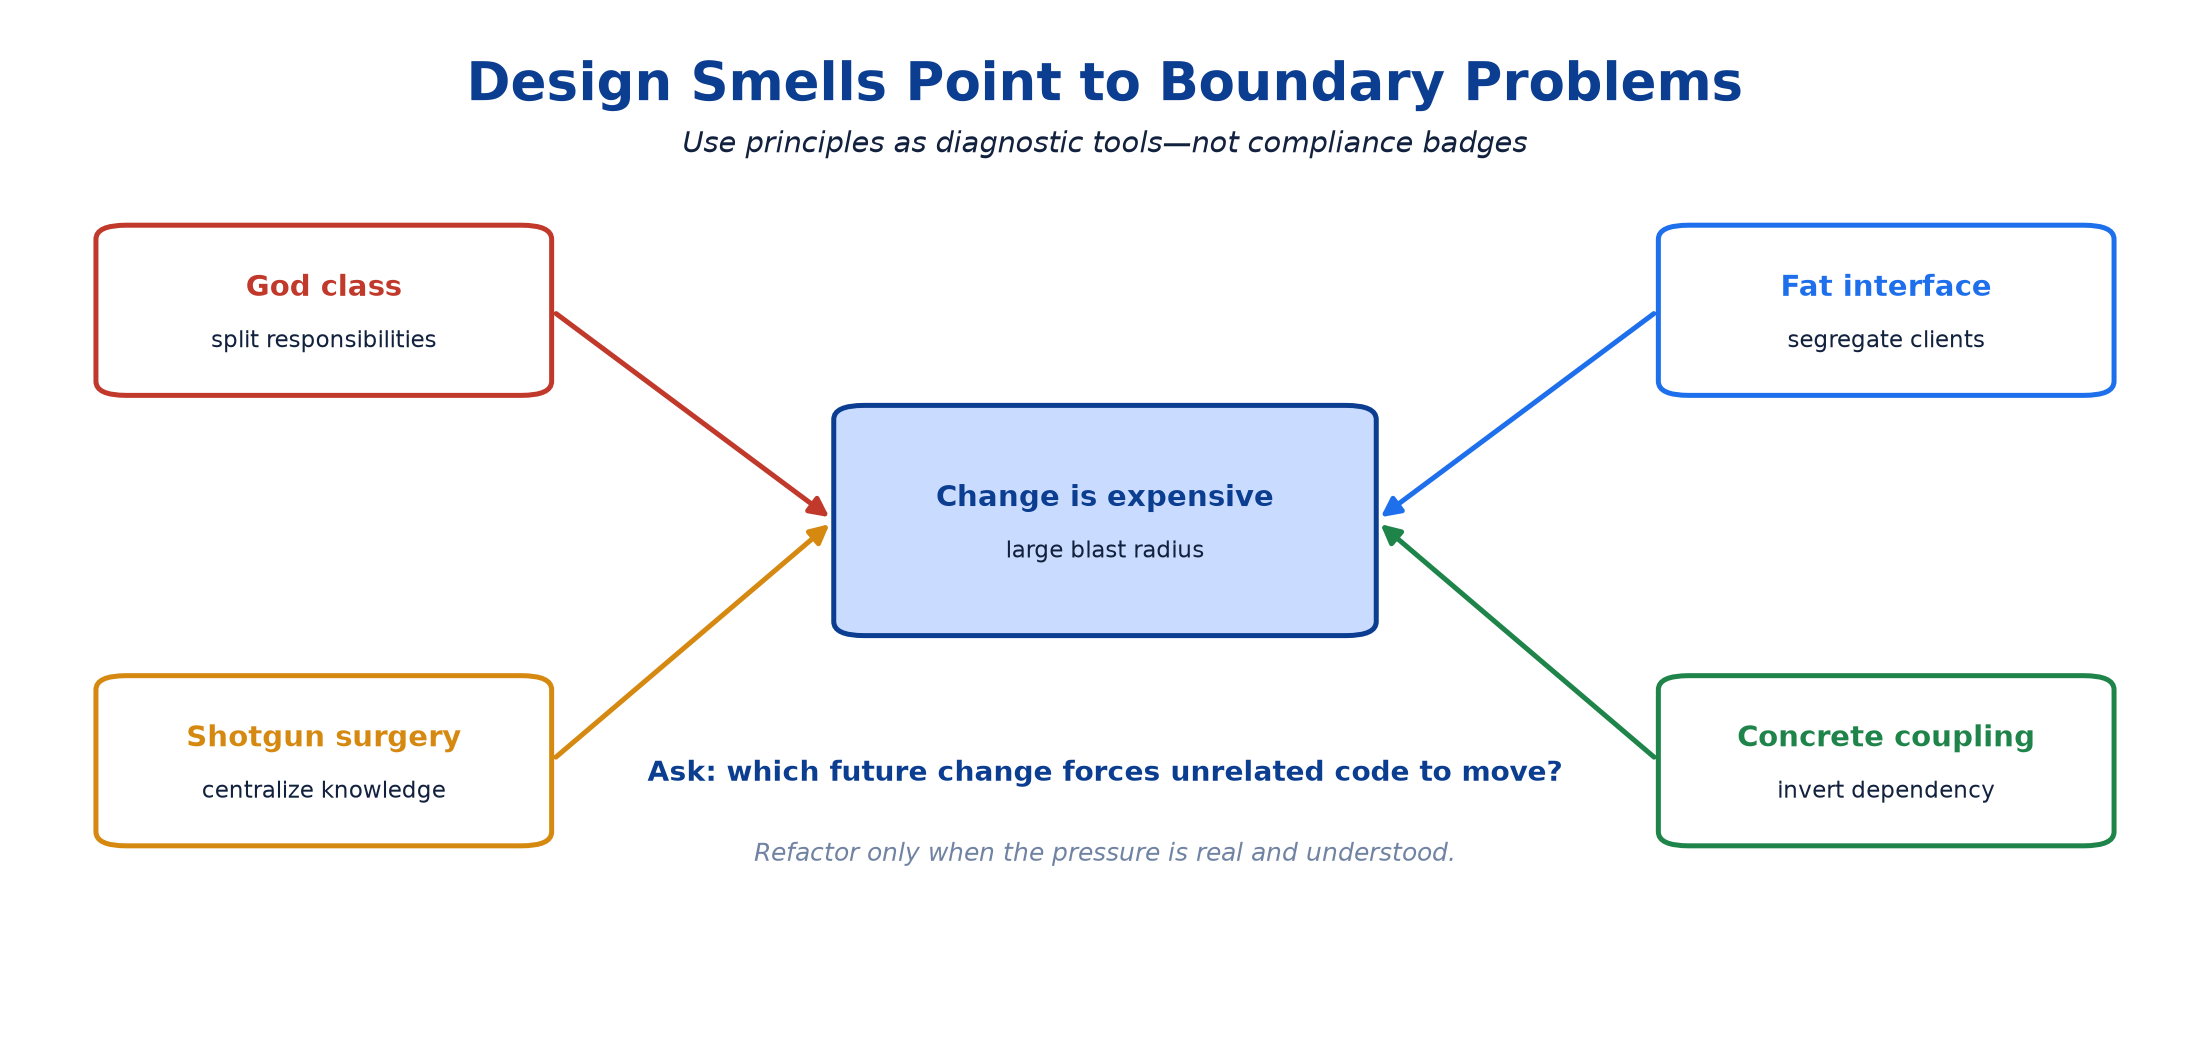 Design Smells Point to Boundary Problems
Use principles as diagnostic tools—not compliance badges
God class
split responsibilities
Fat interface
segregate clients
Change is expensive
large blast radius
Shotgun surgery
centralize knowledge
Concrete coupling
invert dependency
Ask: which future change forces unrelated code to move?
Refactor only when the pressure is real and understood.